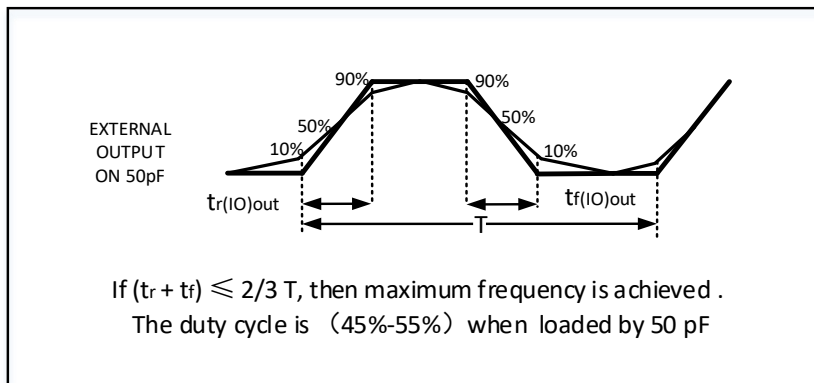 90%
90%
50%
50%
EXTERNAL
OUTPUT
ON 50pF
10%
10%
tr(IO)out
tf(IO)out
T
If (tr + tf) ≤ 2/3 T, then maximum frequency is achieved .
The duty cycle is （45%-55%）when loaded by 50 pF